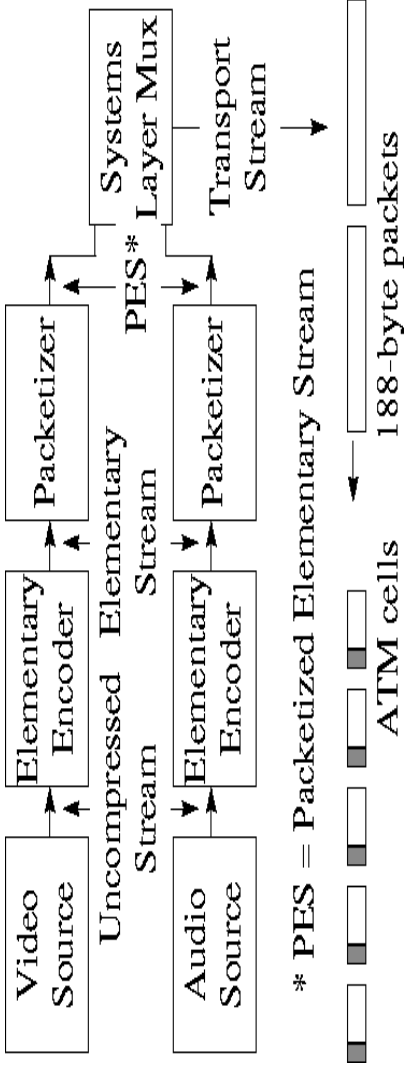 Video
Source
Elementary
Encoder
Packetizer
Systems
Layer Mux
Uncompressed
Stream
Elementary
Stream
PES*
Transport
Stream
Audio
Source
Elementary
Encoder
Packetizer
* PES = Packetized Elementary Stream
ATM cells
188-byte packets